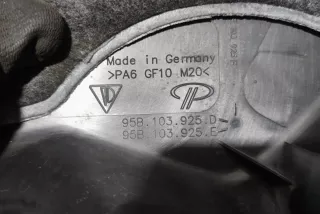 Made in Germany
>PA6 GF10 M20<
95B.103.925.D
95B.103.925.E